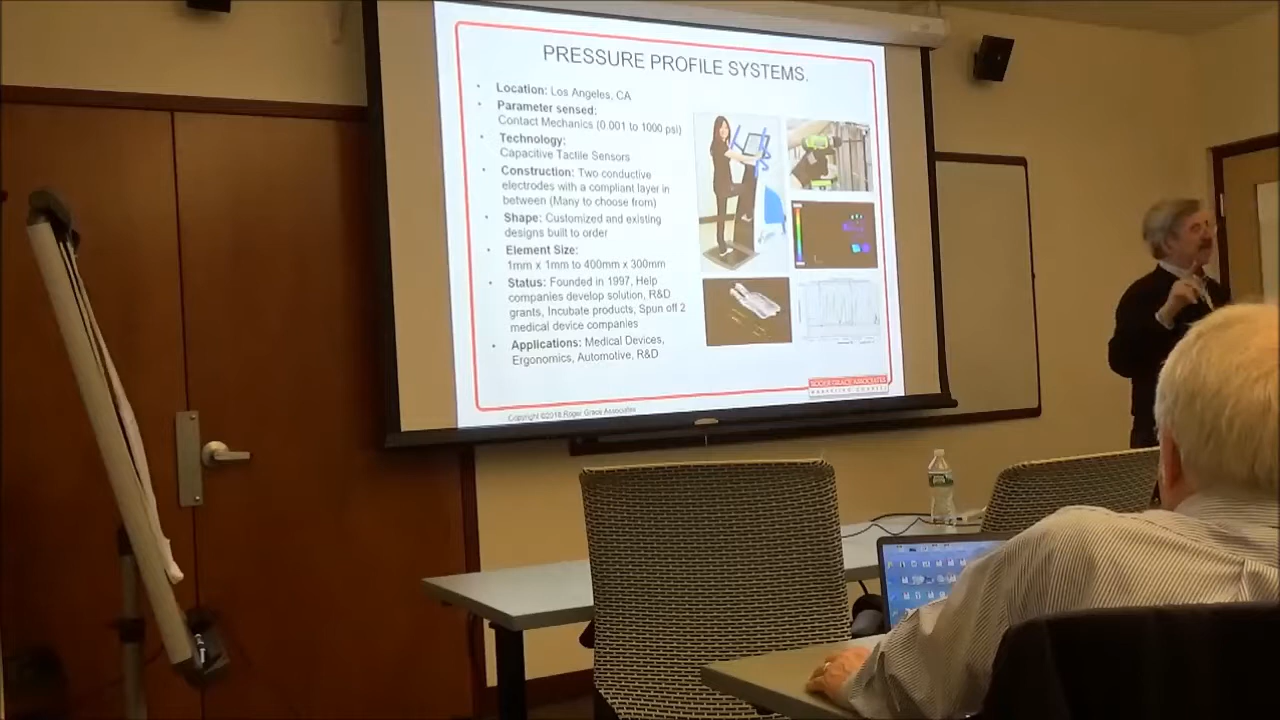 PRESSURE PROFILE SYSTEMS.
• Location: Los Angeles, CA
• Parameter sensed:
Contact Mechanics (0.001 to 1000 psi)
• Technology:
Capacitive Tactile Sensors
• Construction: Two conductive
electrodes with a compliant layer in
between (Many to choose from)
• Shape: Customized and existing
designs built to order
• Element Size:
1mm x 1mm to 400mm x 300mm
• Status: Founded in 1997, Help
companies develop solution, R&D
grants, Incubate products, Spun off 2
medical device companies
• Applications: Medical Devices,
Ergonomics, Automotive, R&D
ROGER GRACE ASSOCIATES
Copyright ©2018 Roger Grace Associates